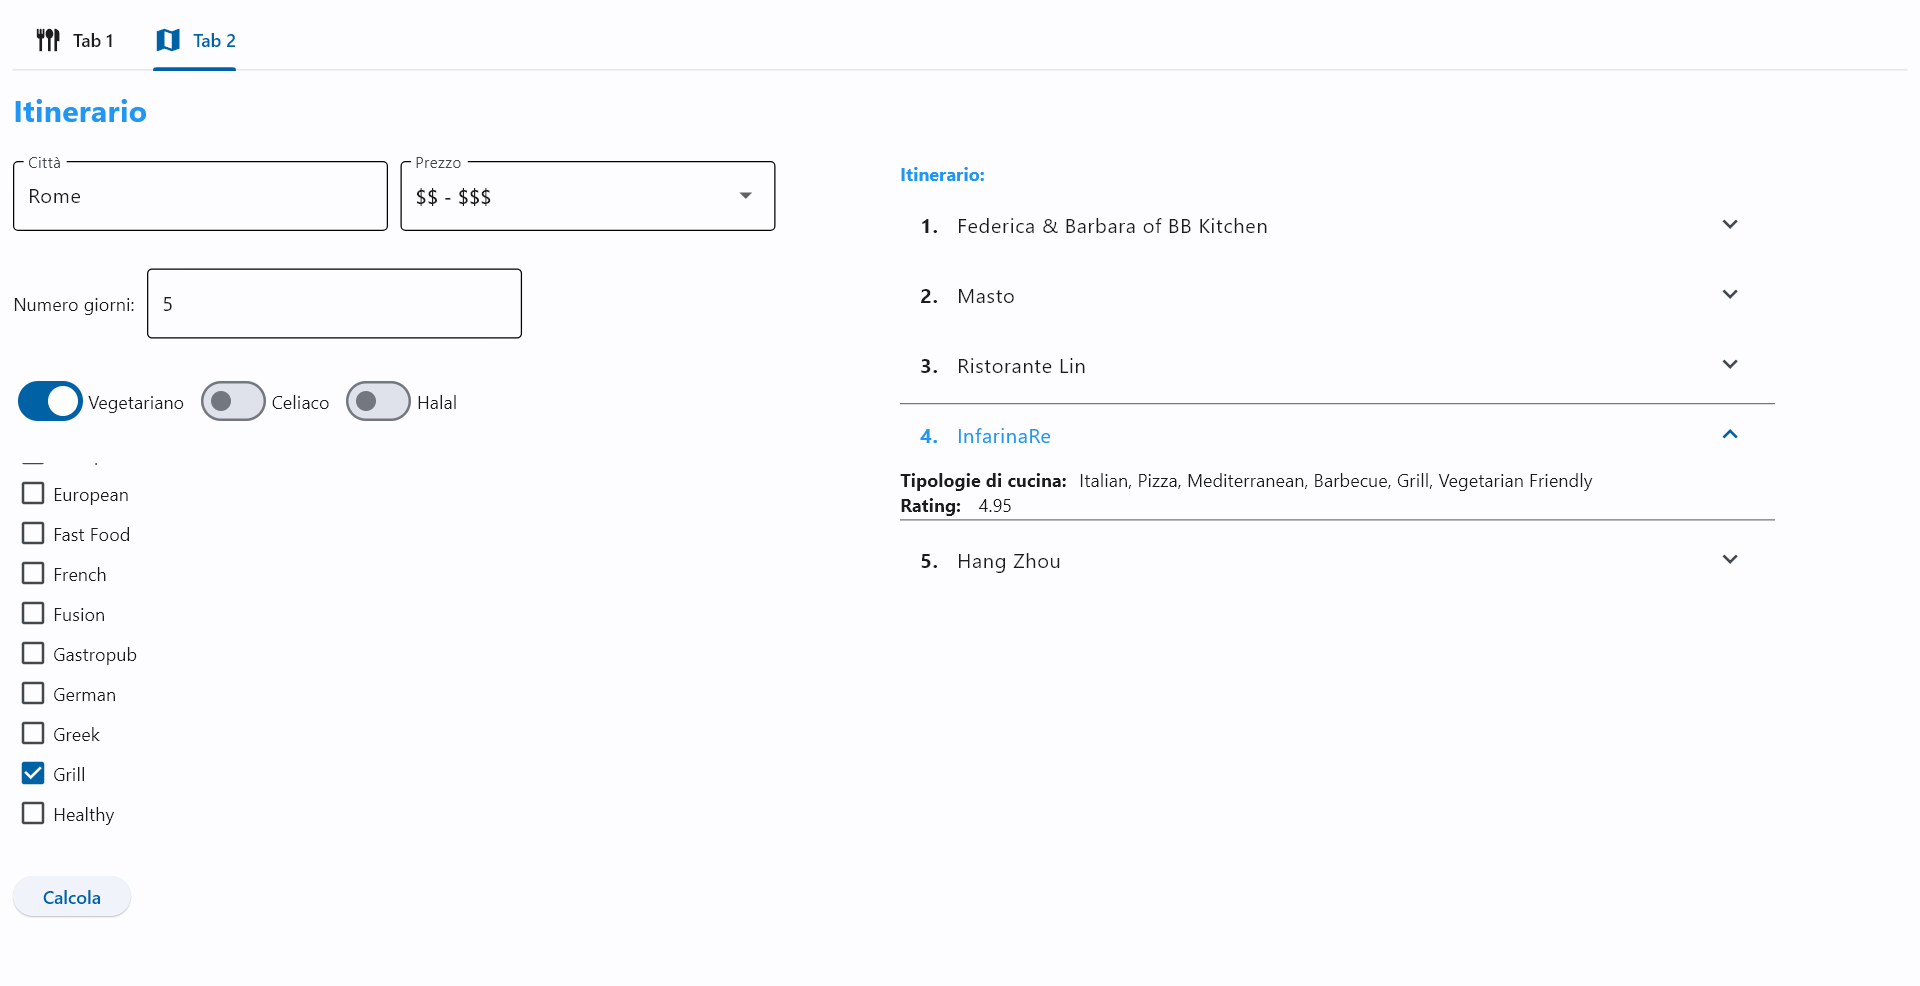 Tab 1
Tab 2
Itinerario
Città
Rome
Prezzo
$$ - $$$
Numero giorni:
5
Vegetariano
Celiaco
Halal
European
Fast Food
French
Fusion
Gastropub
German
Greek
Grill
Healthy
Calcola
Itinerario:
1. Federica & Barbara of BB Kitchen
2. Masto
3. Ristorante Lin
4. InfarinaRe
Tipologie di cucina: Italian, Pizza, Mediterranean, Barbecue, Grill, Vegetarian Friendly
Rating: 4.95
5. Hang Zhou